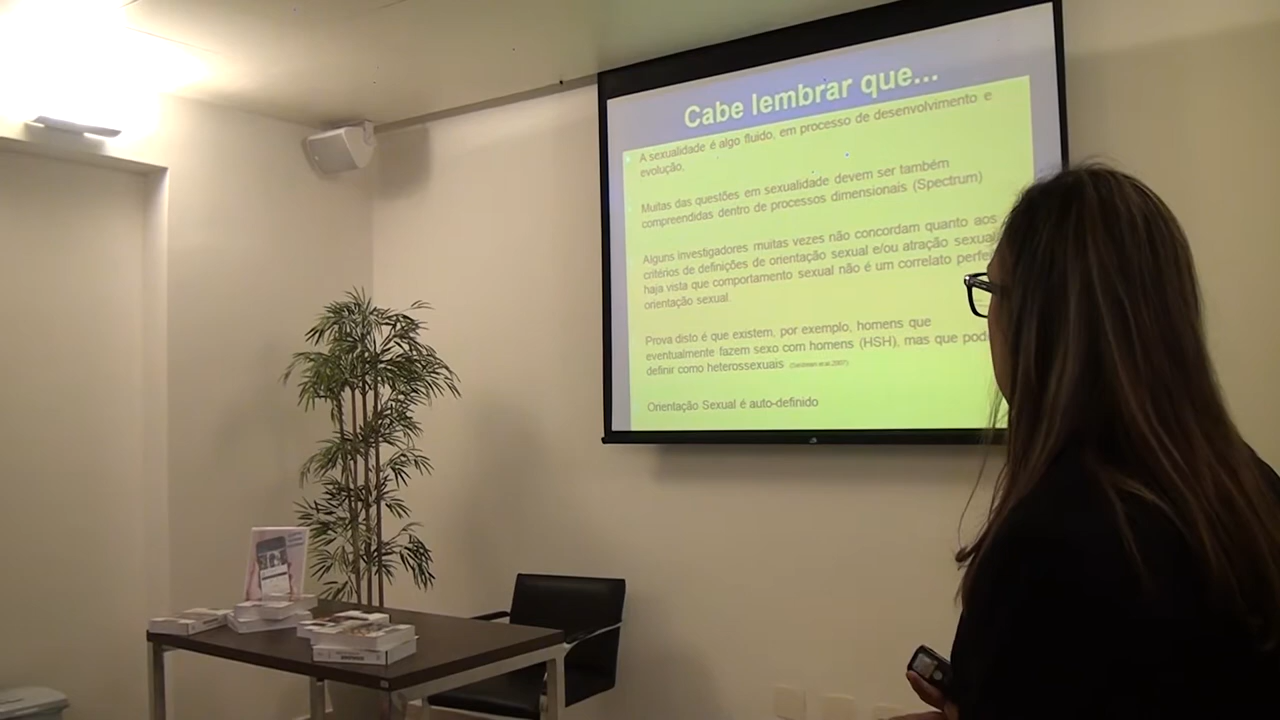 Cabe lembrar que...
A sexualidade é algo fluido, em processo de desenvolvimento e
evolução.
Muitas das questões em sexualidade devem ser também
compreendidas dentro de processos dimensionais (Spectrum)
Alguns investigadores muitas vezes não concordam quanto aos
critérios de definições de orientação sexual e/ou atração sexual
haja vista que comportamento sexual não é um correlato perfei
orientação sexual.
Prova disto é que existem, por exemplo, homens que
eventualmente fazem sexo com homens (HSH), mas que pod
definir como heterossexuais
Orientação Sexual é auto-definido